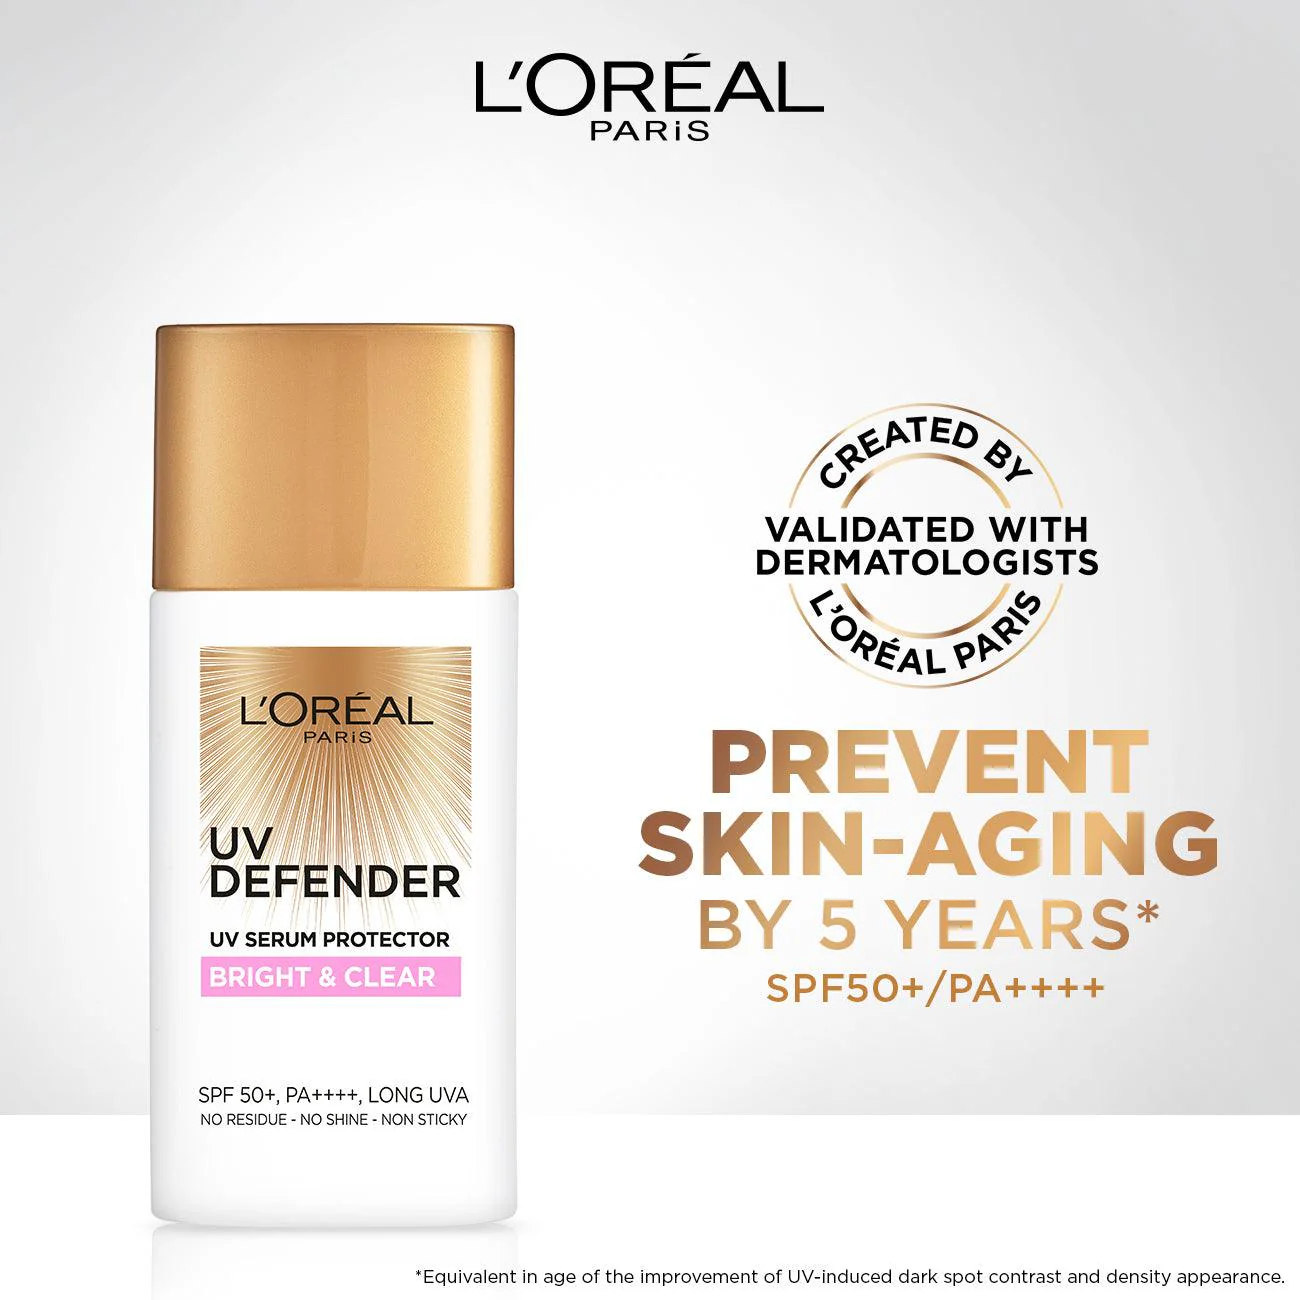 L'ORÉAL
PARiS
CREATED BY
VALIDATED WITH
DERMATOLOGISTS
L'ORÉAL PARIS
PREVENT
SKIN-AGING
BY 5 YEARS*
SPF50+/PA++++
L'ORÉAL
PARiS
UV
DEFENDER
UV SERUM PROTECTOR
BRIGHT & CLEAR
SPF 50+, PA++++, LONG UVA
NO RESIDUE - NO SHINE - NON STICKY
*Equivalent in age of the improvement of UV-induced dark spot contrast and density appearance.